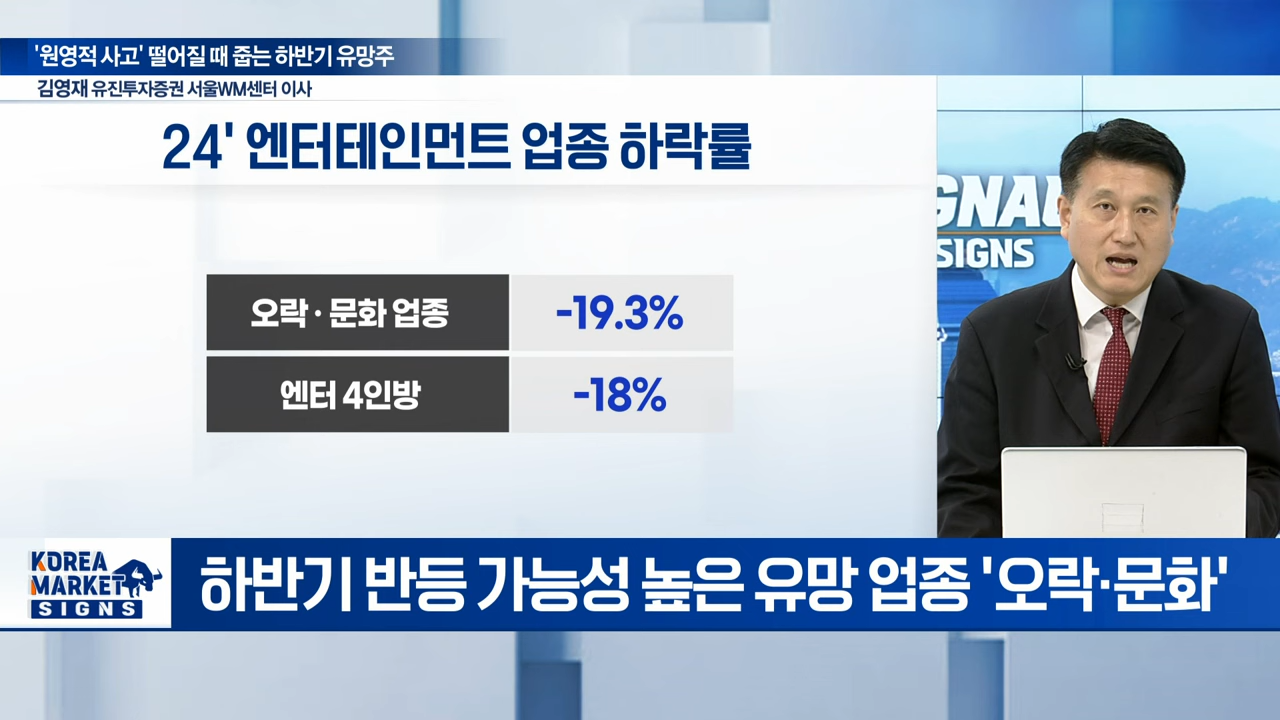 '원영적 사고' 떨어질 때 줍는 하반기 유망주
김영재 유진투자증권 서울WM센터 이사
24' 엔터테인먼트 업종 하락률
오락·문화 업종 -19.3%
엔터 4인방 -18%
GNAL
SIGNS
KOREA
MARKET
SIGNS
하반기 반등 가능성 높은 유망 업종 '오락·문화'